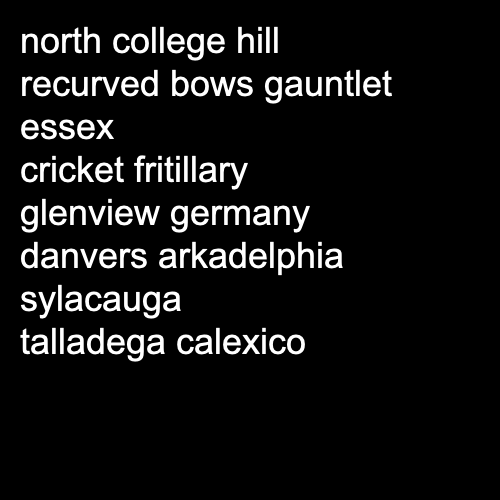 north college hill
recurved bows gauntlet
essex
cricket fritillary
glenview germany
danvers arkadelphia
sylacauga
talladega calexico